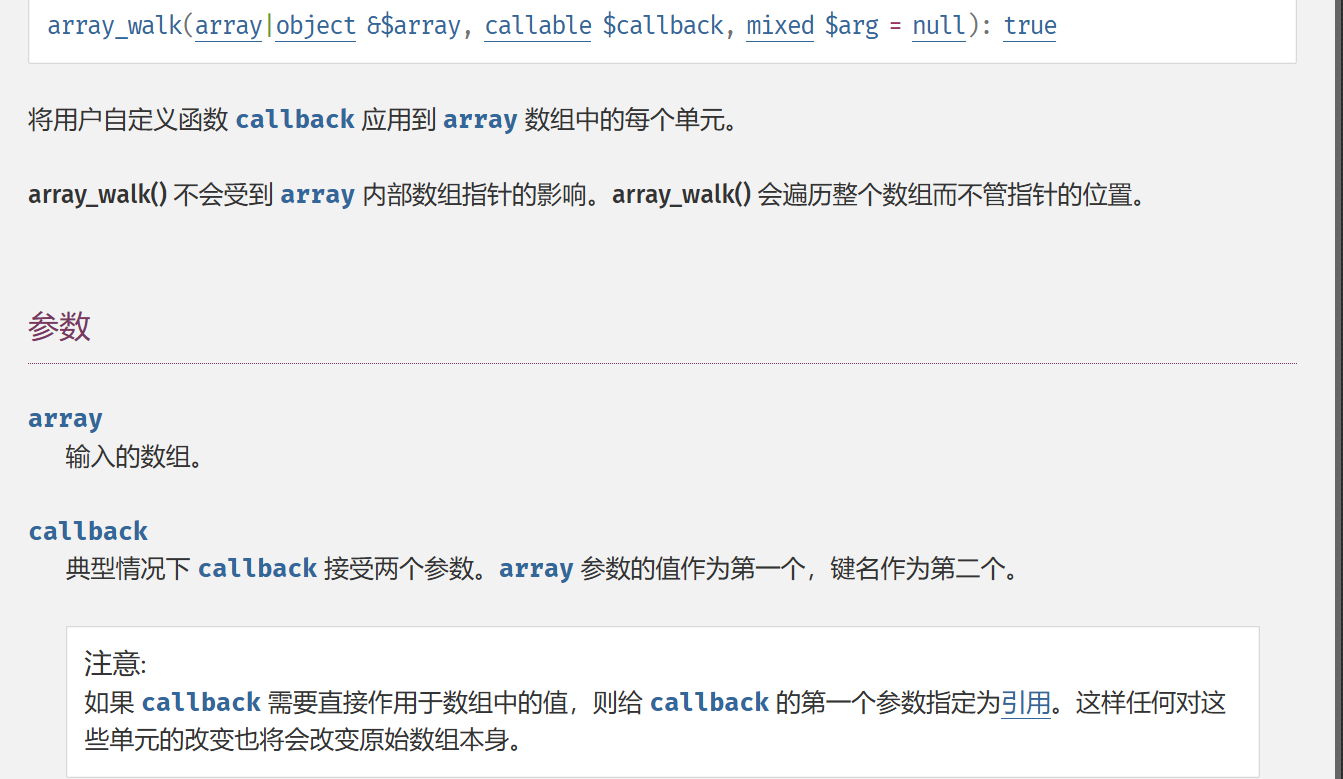 array_walk(array|object &$array, callable $callback, mixed $arg = null): true
将用户自定义函数 callback 应用到 array 数组中的每个单元。
array_walk() 不会受到 array 内部数组指针的影响。array_walk() 会遍历整个数组而不管指针的位置。
参数
array
输入的数组。
callback
典型情况下 callback 接受两个参数。array 参数的值作为第一个，键名作为第二个。
注意:
如果 callback 需要直接作用于数组中的值，则给 callback 的第一个参数指定为引用。这样任何对这
些单元的改变也将会改变原始数组本身。